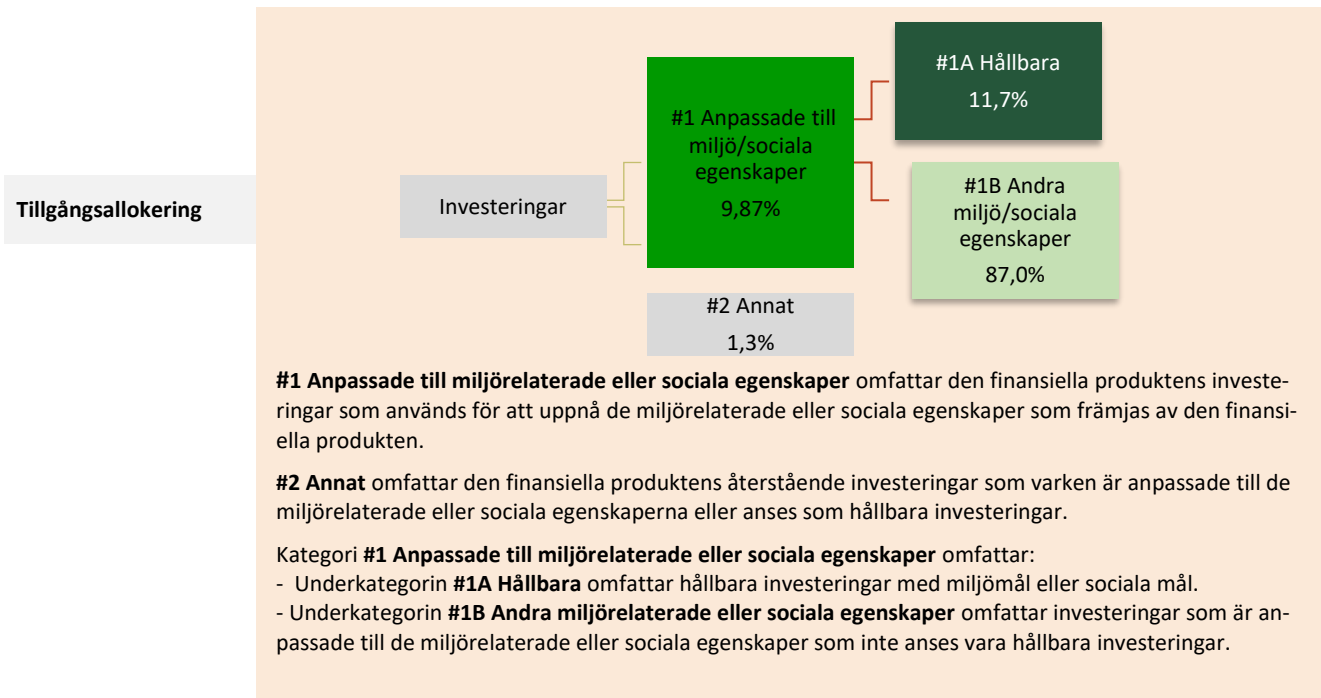 #1A Hållbara
11,7%
#1 Anpassade till
miljö/sociala
egenskaper
9,87%
Tillgångsallokering
Investeringar
#1B Andra
miljö/sociala
egenskaper
87,0%
#2 Annat
1,3%
#1 Anpassade till miljörelaterade eller sociala egenskaper omfattar den finansiella produktens investe-
ringar som används för att uppnå de miljörelaterade eller sociala egenskaper som främjas av den finansi-
ella produkten.
#2 Annat omfattar den finansiella produktens återstående investeringar som varken är anpassade till de
miljörelaterade eller sociala egenskaperna eller anses som hållbara investeringar.
Kategori #1 Anpassade till miljörelaterade eller sociala egenskaper omfattar:
- Underkategorin #1A Hållbara omfattar hållbara investeringar med miljömål eller sociala mål.
- Underkategorin #1B Andra miljörelaterade eller sociala egenskaper omfattar investeringar som är an-
passade till de miljörelaterade eller sociala egenskaper som inte anses vara hållbara investeringar.